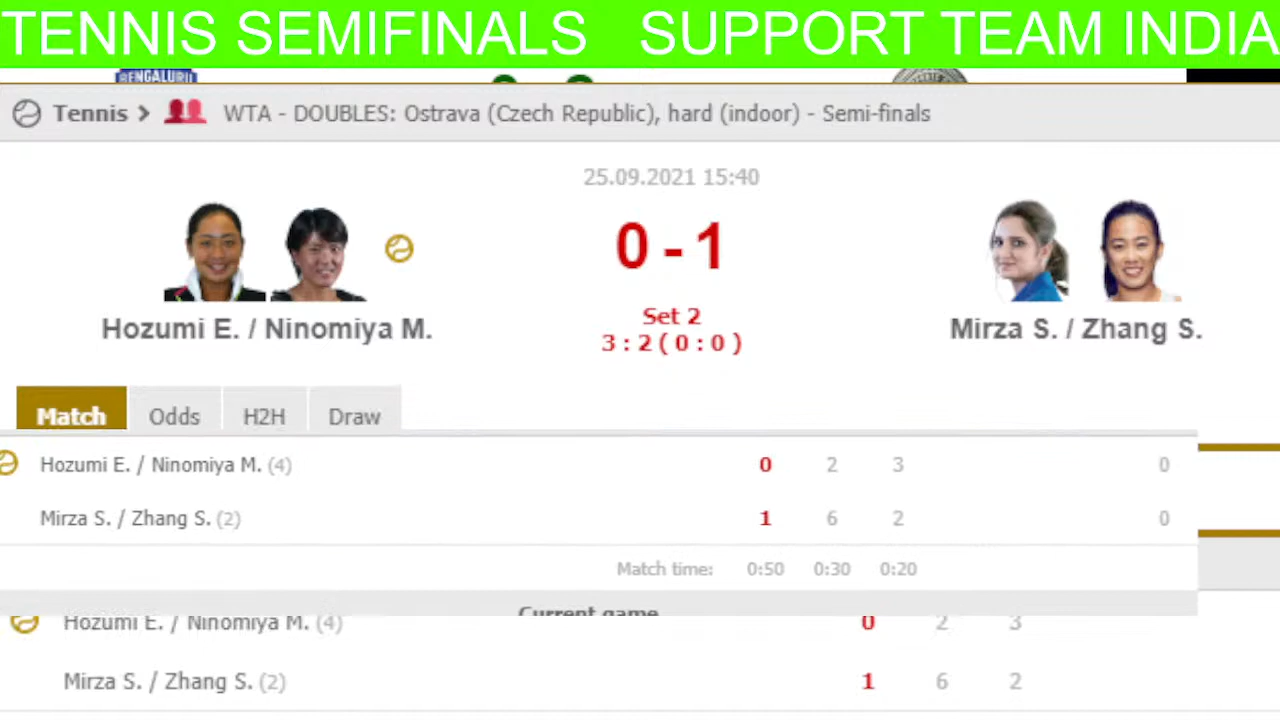 TENNIS SEMIFINALS SUPPORT TEAM INDIA
BENGALURU
Tennis WTA - DOUBLES: Ostrava (Czech Republic), hard (indoor) - Semi-finals
25.09.2021 15:40
0 - 1
Set 2
3 : 2 ( 0 : 0 )
Hozumi E. / Ninomiya M. Mirza S. / Zhang S.
Match Odds H2H Draw
Hozumi E. / Ninomiya M. (4) 0 2 3 0
Mirza S. / Zhang S. (2) 1 6 2 0
Match time: 0:50 0:30 0:20
Current game
Hozumi E. / Ninomiya M. (4) 0 2 3
Mirza S. / Zhang S. (2) 1 6 2